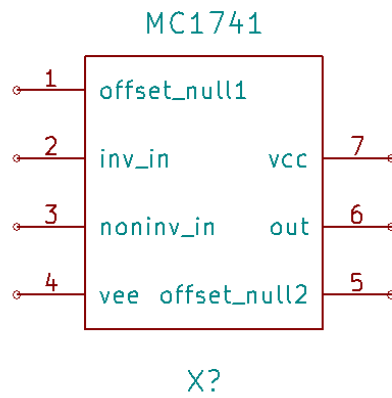 MC1741
1 offset_null1
2 inv_in vcc 7
3 noninv_in out 6
4 vee offset_null2 5
X?